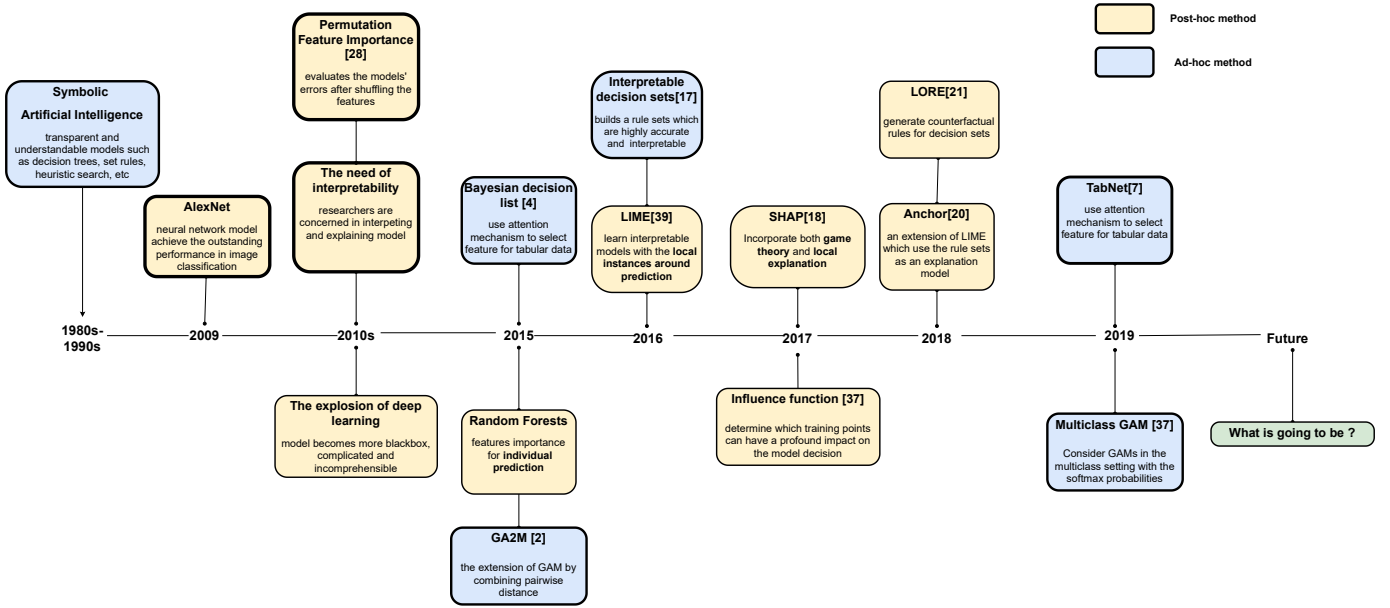 Post-hoc method
Ad-hoc method
Symbolic
Artificial Intelligence
transparent and
understandable models such
as decision trees, set rules,
heuristic search, etc
AlexNet
neural network model
achieve the outstanding
performance in image
classification
Permutation
Feature Importance
[28]
evaluates the models'
errors after shuffling the
features
The need of
interpretability
researchers are
concerned in interpeting
and explaining model
Bayesian decision
list [4]
use attention
mechanism to select
feature for tabular data
Interpretable
decision sets[17]
builds a rule sets which
are highly accurate
and interpretable
LIME[39]
learn interpretable
models with the local
instances around
prediction
SHAP[18]
Incorporate both game
theory and local
explanation
LORE[21]
generate counterfactual
rules for decision sets
Anchor[20]
an extension of LIME
which use the rule sets
as an explanation
model
TabNet[7]
use attention
mechanism to select
feature for tabular data
1980s-
1990s
2009
2010s
2015
2016
2017
2018
2019
Future
The explosion of deep
learning
model becomes more blackbox,
complicated and
incomprehensible
Random Forests
features importance
for individual
prediction
GA2M [2]
the extension of GAM by
combining pairwise
distance
Influence function [37]
determine which training points
can have a profound impact on
the model decision
Multiclass GAM [37]
Consider GAMs in the
multiclass setting with the
softmax probabilities
What is going to be ?